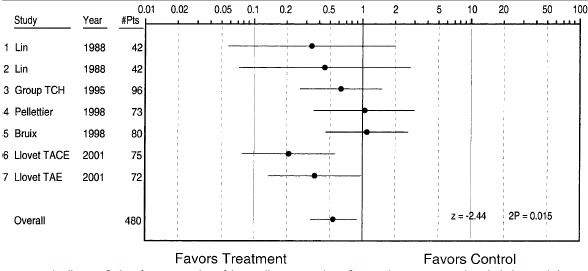 0.01 0.02 0.05 0.1 0.2 0.5 1 2 5 10 20 50 100
Study Year #Pts
1 Lin 1988 42
2 Lin 1988 42
3 Group TCH 1995 96
4 Pellettier 1998 73
5 Bruix 1998 80
6 Llovet TACE 2001 75
7 Llovet TAE 2001 72
Overall 480 z = -2.44 2P = 0.015
Favors Treatment Favors Control